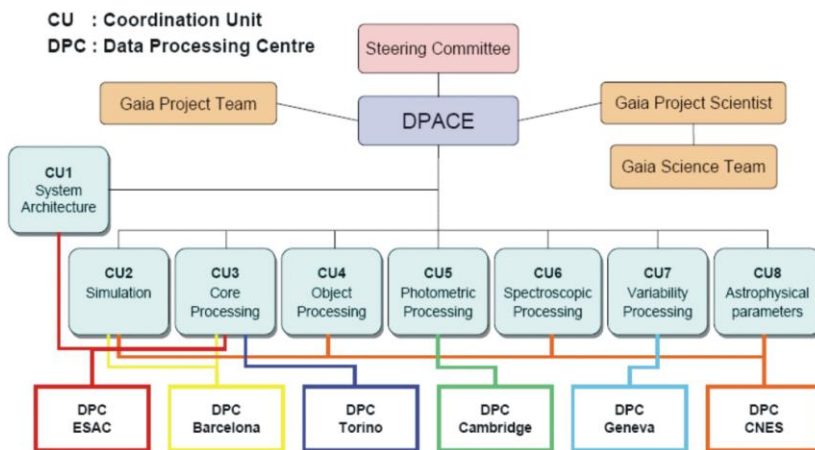 CU : Coordination Unit
DPC : Data Processing Centre
Steering Committee
Gaia Project Team
DPACE
Gaia Project Scientist
Gaia Science Team
CU1
System
Architecture
CU2
Simulation
CU3
Core
Processing
CU4
Object
Processing
CU5
Photometric
Processing
CU6
Spectroscopic
Processing
CU7
Variability
Processing
CU8
Astrophysical
parameters
DPC
ESAC
DPC
Barcelona
DPC
Torino
DPC
Cambridge
DPC
Geneva
DPC
CNES